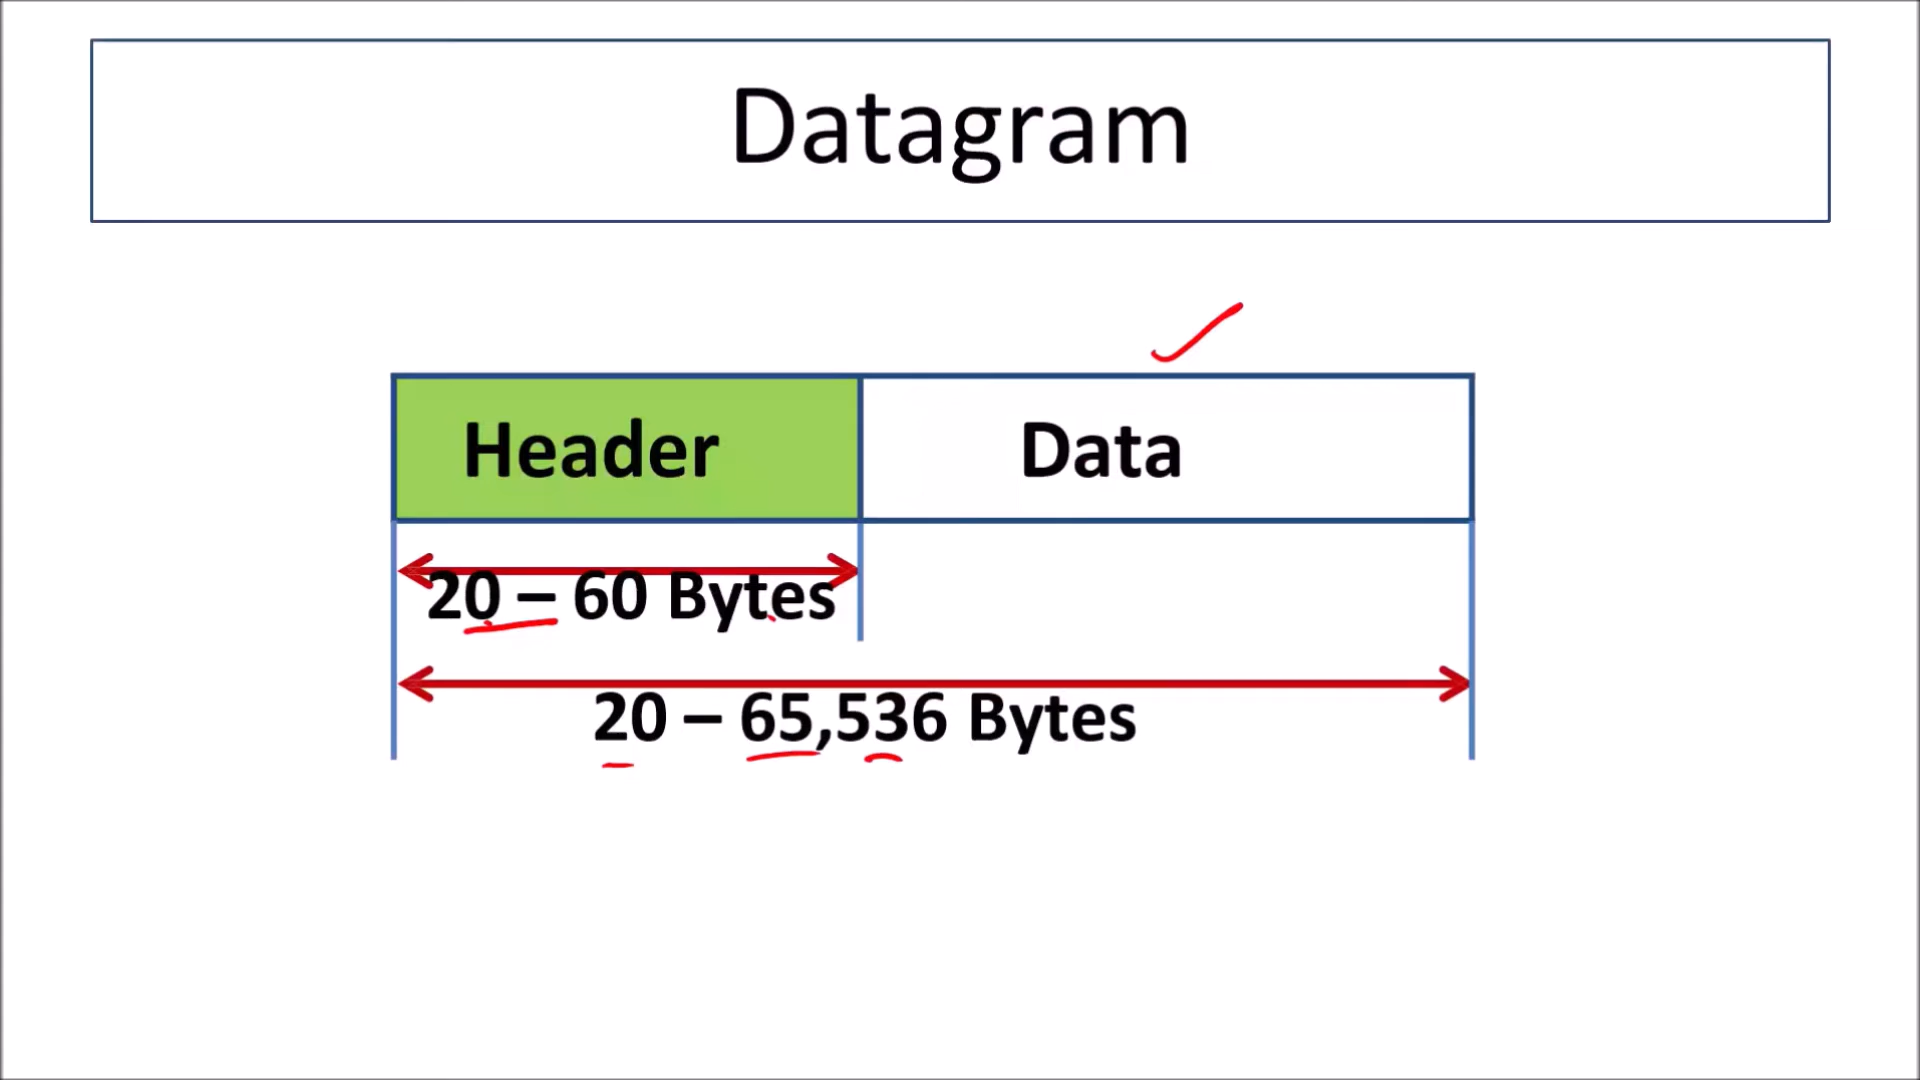 Datagram
Header Data
20 – 60 Bytes
20 – 65,536 Bytes